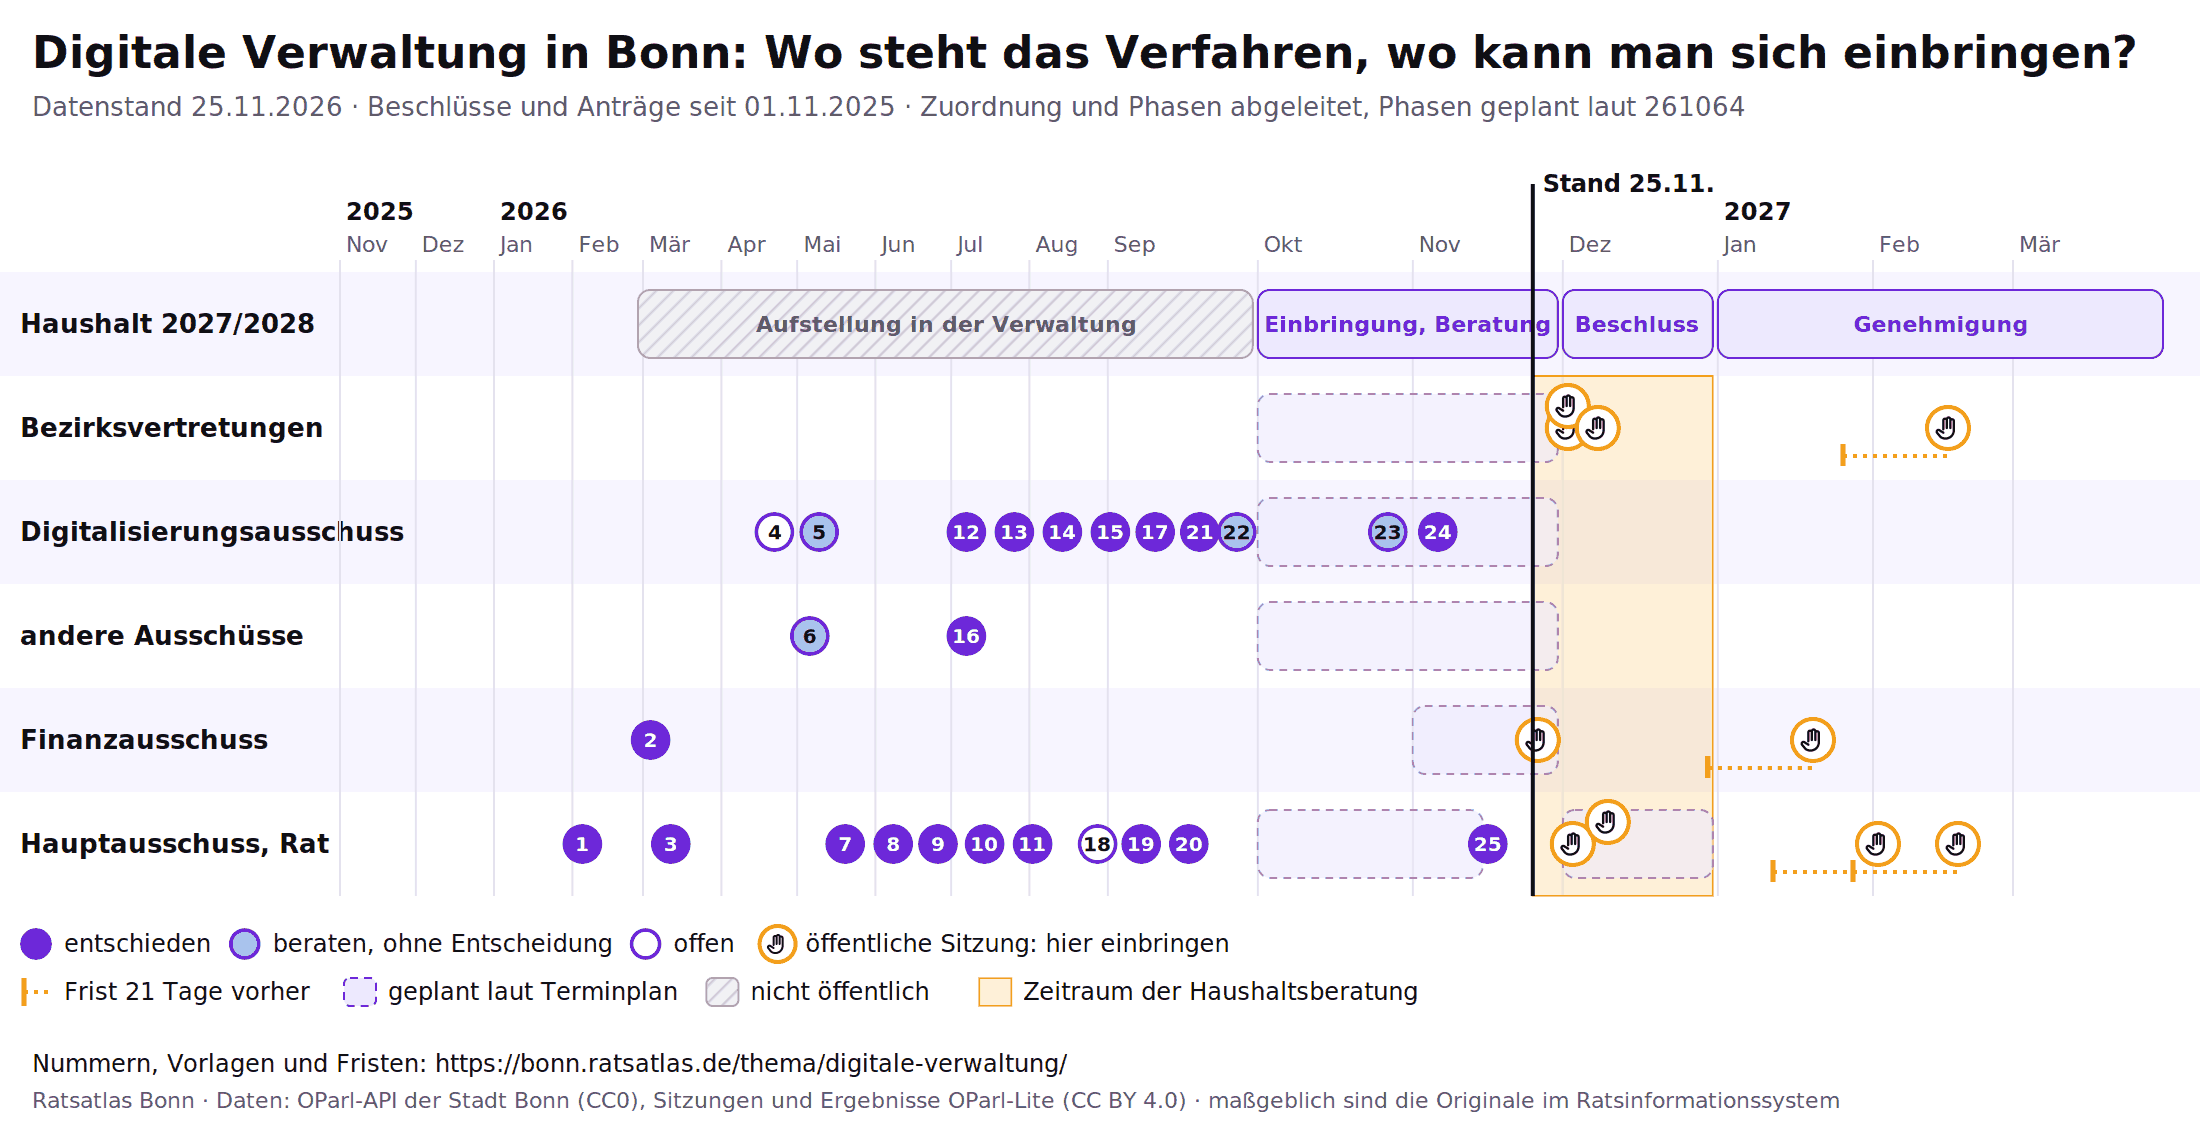 Digitale Verwaltung in Bonn: Wo steht das Verfahren, wo kann man sich einbringen?
Datenstand 25.11.2026 · Beschlüsse und Anträge seit 01.11.2025 · Zuordnung und Phasen abgeleitet, Phasen geplant laut 261064
Stand 25.11.
2025 2026 2027
Nov Dez Jan Feb Mär Apr Mai Jun Jul Aug Sep Okt Nov Dez Jan Feb Mär
Haushalt 2027/2028 Aufstellung in der Verwaltung Einbringung, Beratung Beschluss Genehmigung
Bezirksvertretungen
Digitalisierungsausschuss 4 5 12 13 14 15 17 21 22 23 24
andere Ausschüsse 6 16
Finanzausschuss 2
Hauptausschuss, Rat 1 3 7 8 9 10 11 18 19 20 25
entschieden beraten, ohne Entscheidung offen öffentliche Sitzung: hier einbringen
Frist 21 Tage vorher geplant laut Terminplan nicht öffentlich Zeitraum der Haushaltsberatung
Nummern, Vorlagen und Fristen: https://bonn.ratsatlas.de/thema/digitale-verwaltung/
Ratsatlas Bonn · Daten: OParl-API der Stadt Bonn (CC0), Sitzungen und Ergebnisse OParl-Lite (CC BY 4.0) · maßgeblich sind die Originale im Ratsinformationssystem